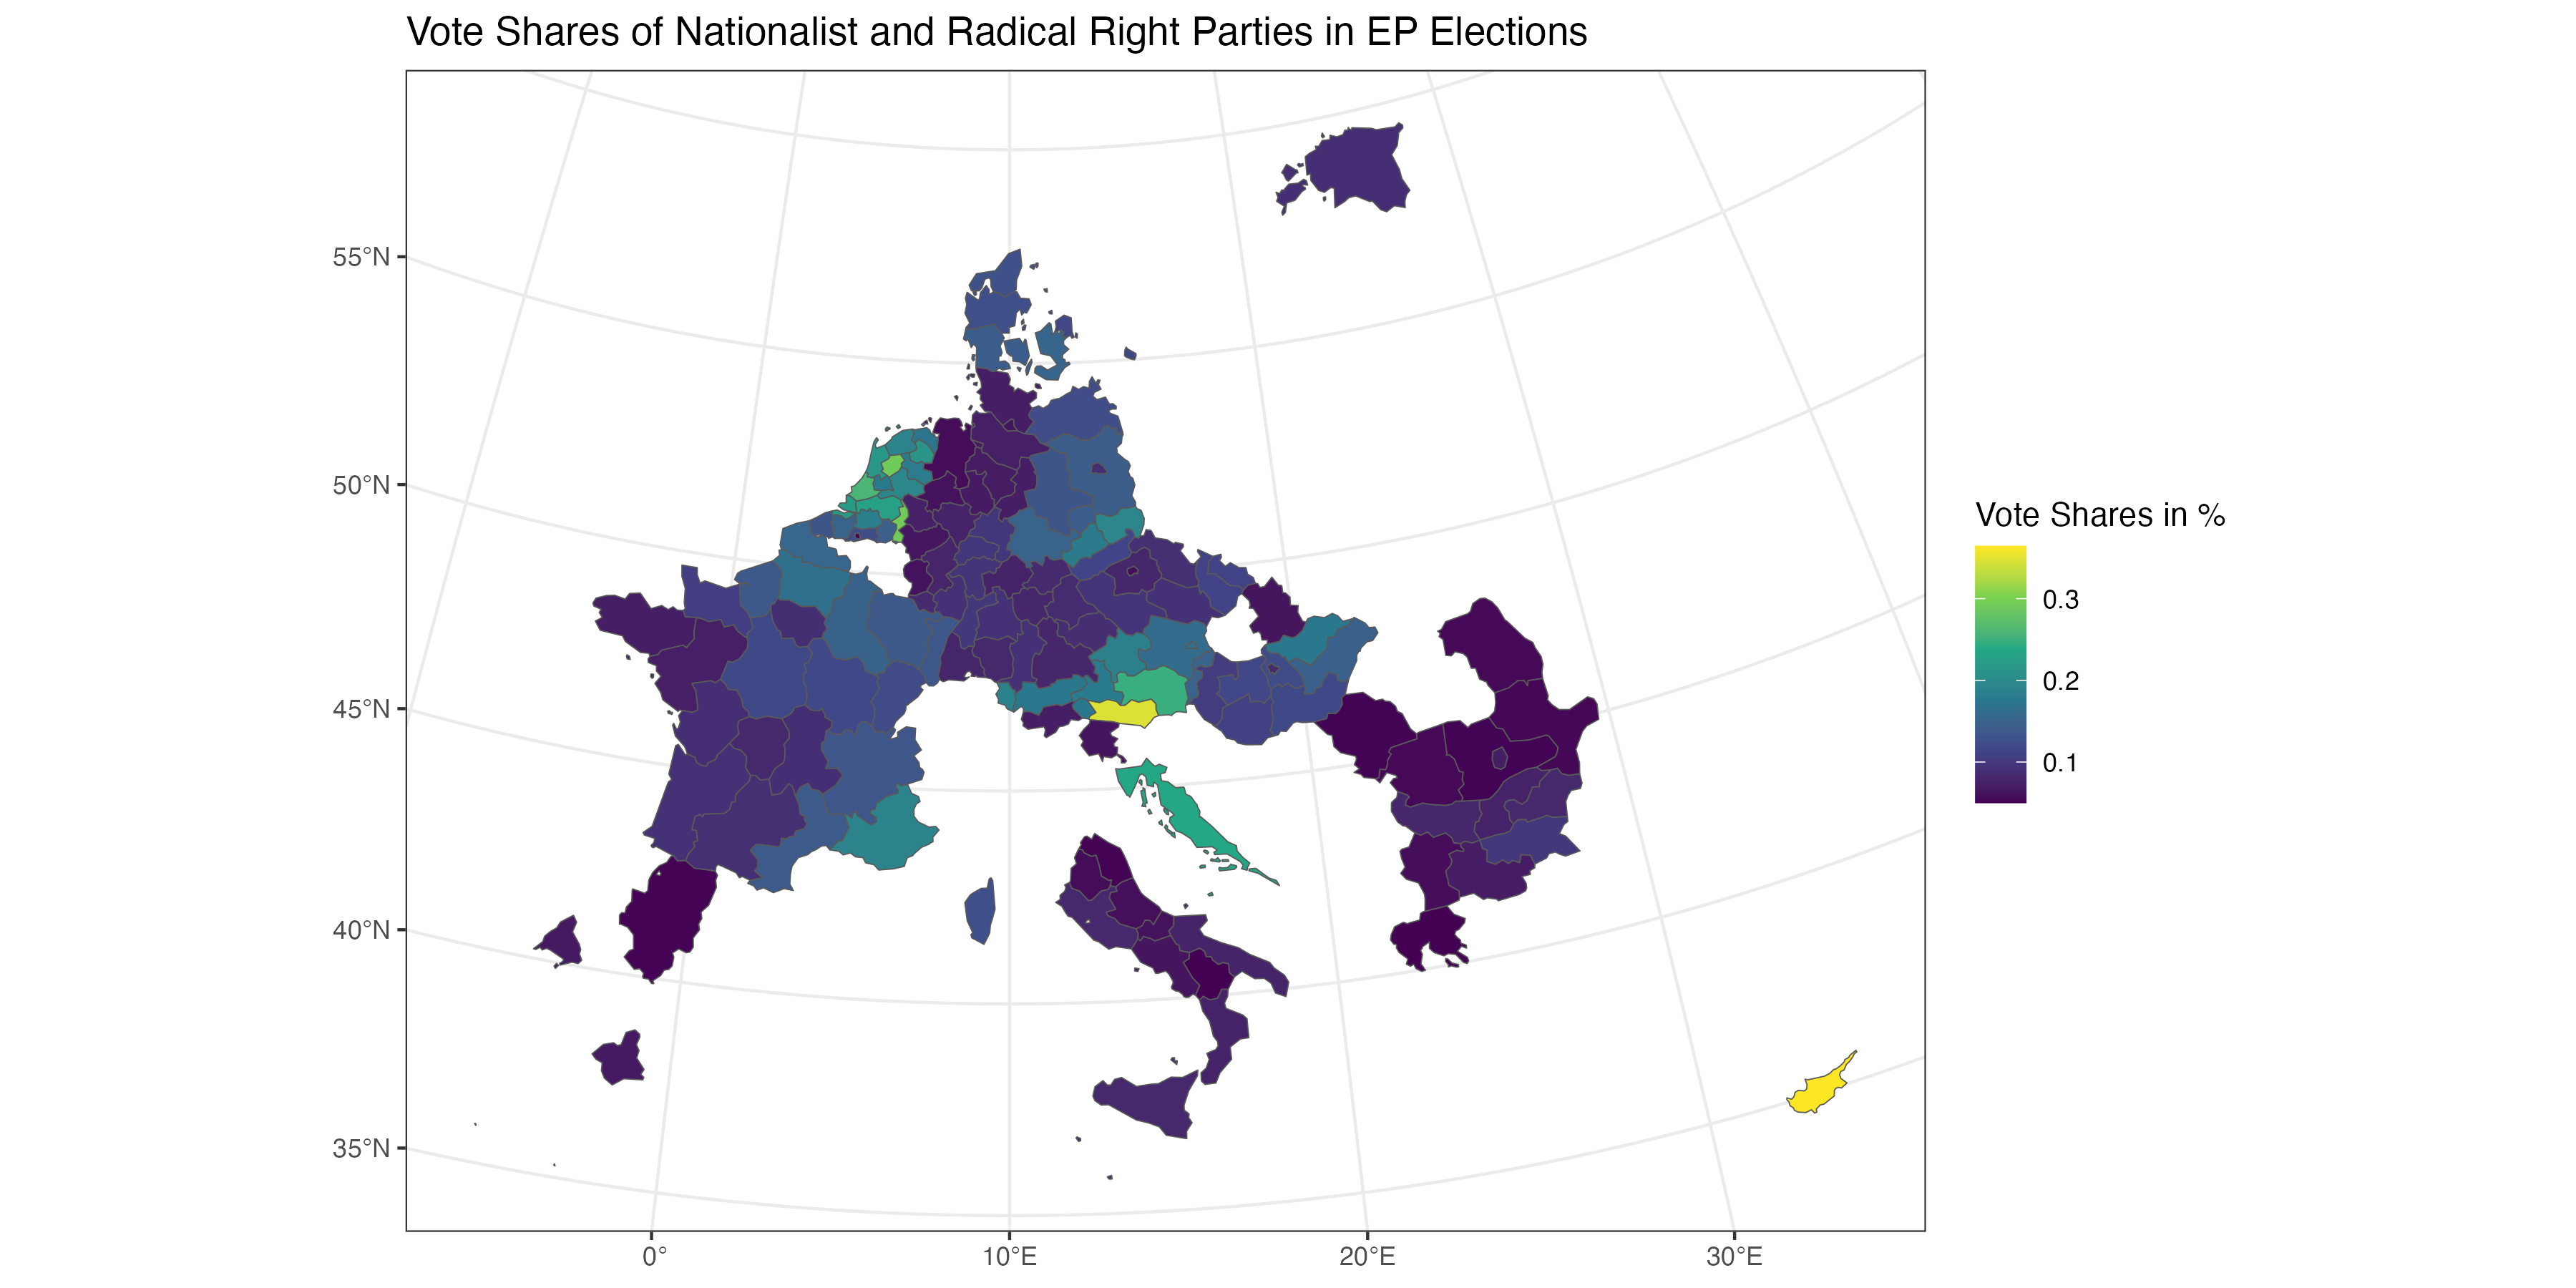 Vote Shares of Nationalist and Radical Right Parties in EP Elections
55°N
50°N
45°N
40°N
35°N
0°
10°E
20°E
30°E
Vote Shares in %
0.3
0.2
0.1